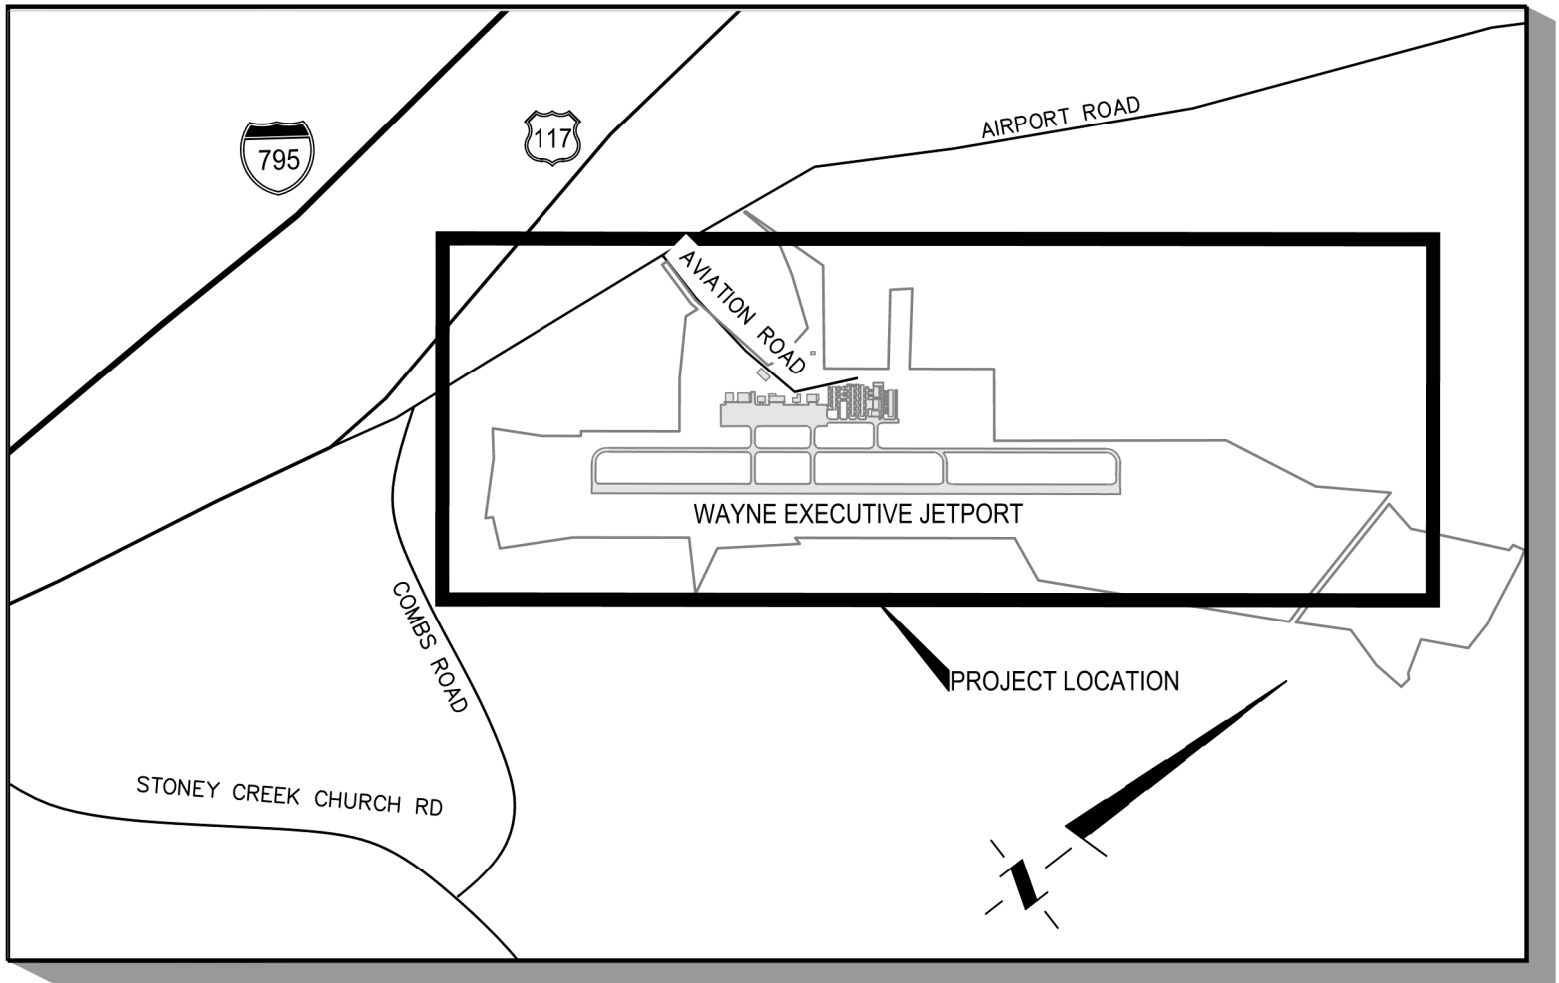 795
117
AIRPORT ROAD
AVIATION ROAD
WAYNE EXECUTIVE JETPORT
COMBS ROAD
PROJECT LOCATION
STONEY CREEK CHURCH RD